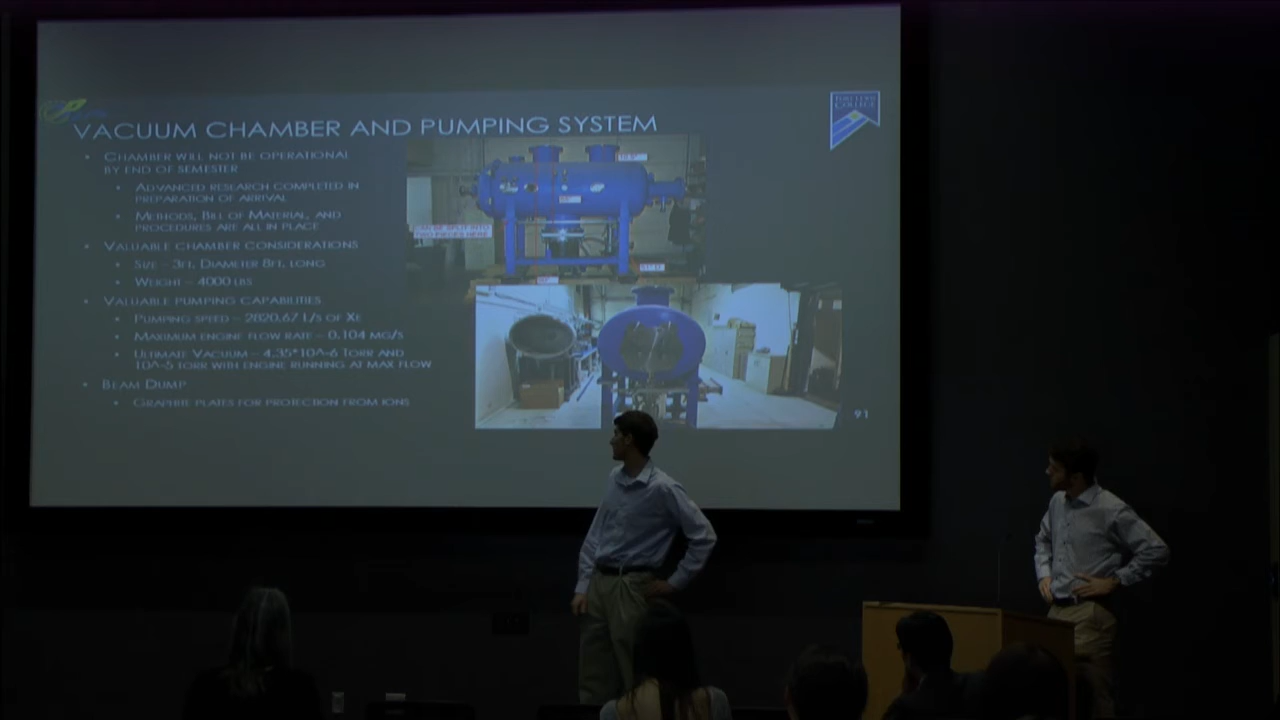 VACUUM CHAMBER AND PUMPING SYSTEM
• CHAMBER WILL NOT BE OPERATIONAL
BY END OF SEMESTER
• ADVANCED RESEARCH COMPLETED IN
PREPARATION OF ARRIVAL
• METHODS, BILL OF MATERIAL, AND
PROCEDURES ARE ALL IN PLACE
• VALUABLE CHAMBER CONSIDERATIONS
• SIZE – 3FT. DIAMETER 8FT. LONG
• WEIGHT – 4000 LBS
• VALUABLE PUMPING CAPABILITIES
• PUMPING SPEED – 2820.67 L/S OF XE
• MAXIMUM ENGINE FLOW RATE – 0.104 MG/S
• ULTIMATE VACUUM – 4.35*10^-6 TORR AND
10^-5 TORR WITH ENGINE RUNNING AT MAX FLOW
• BEAM DUMP
• GRAPHITE PLATES FOR PROTECTION FROM IONS
FORT LEWIS
COLLEGE
91